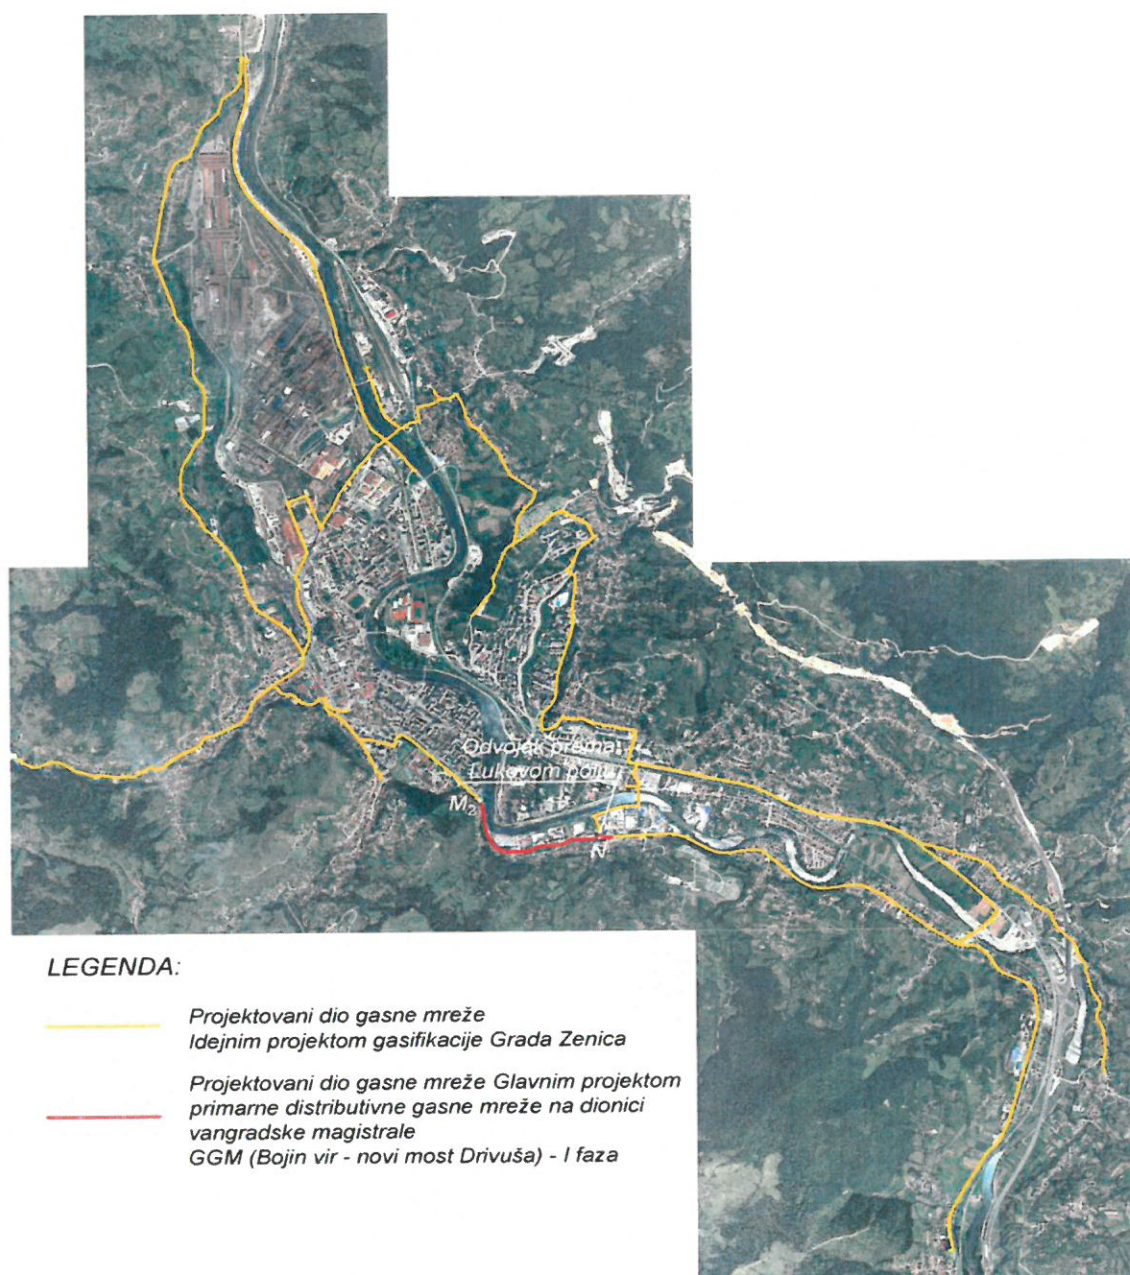 Odvojak prema
Lukovom polju
M2
N
LEGENDA:
Projektovani dio gasne mreže
Idejnim projektom gasifikacije Grada Zenica
Projektovani dio gasne mreže Glavnim projektom
primarne distributivne gasne mreže na dionici
vangradske magistrale
GGM (Bojin vir - novi most Drivuša) - I faza